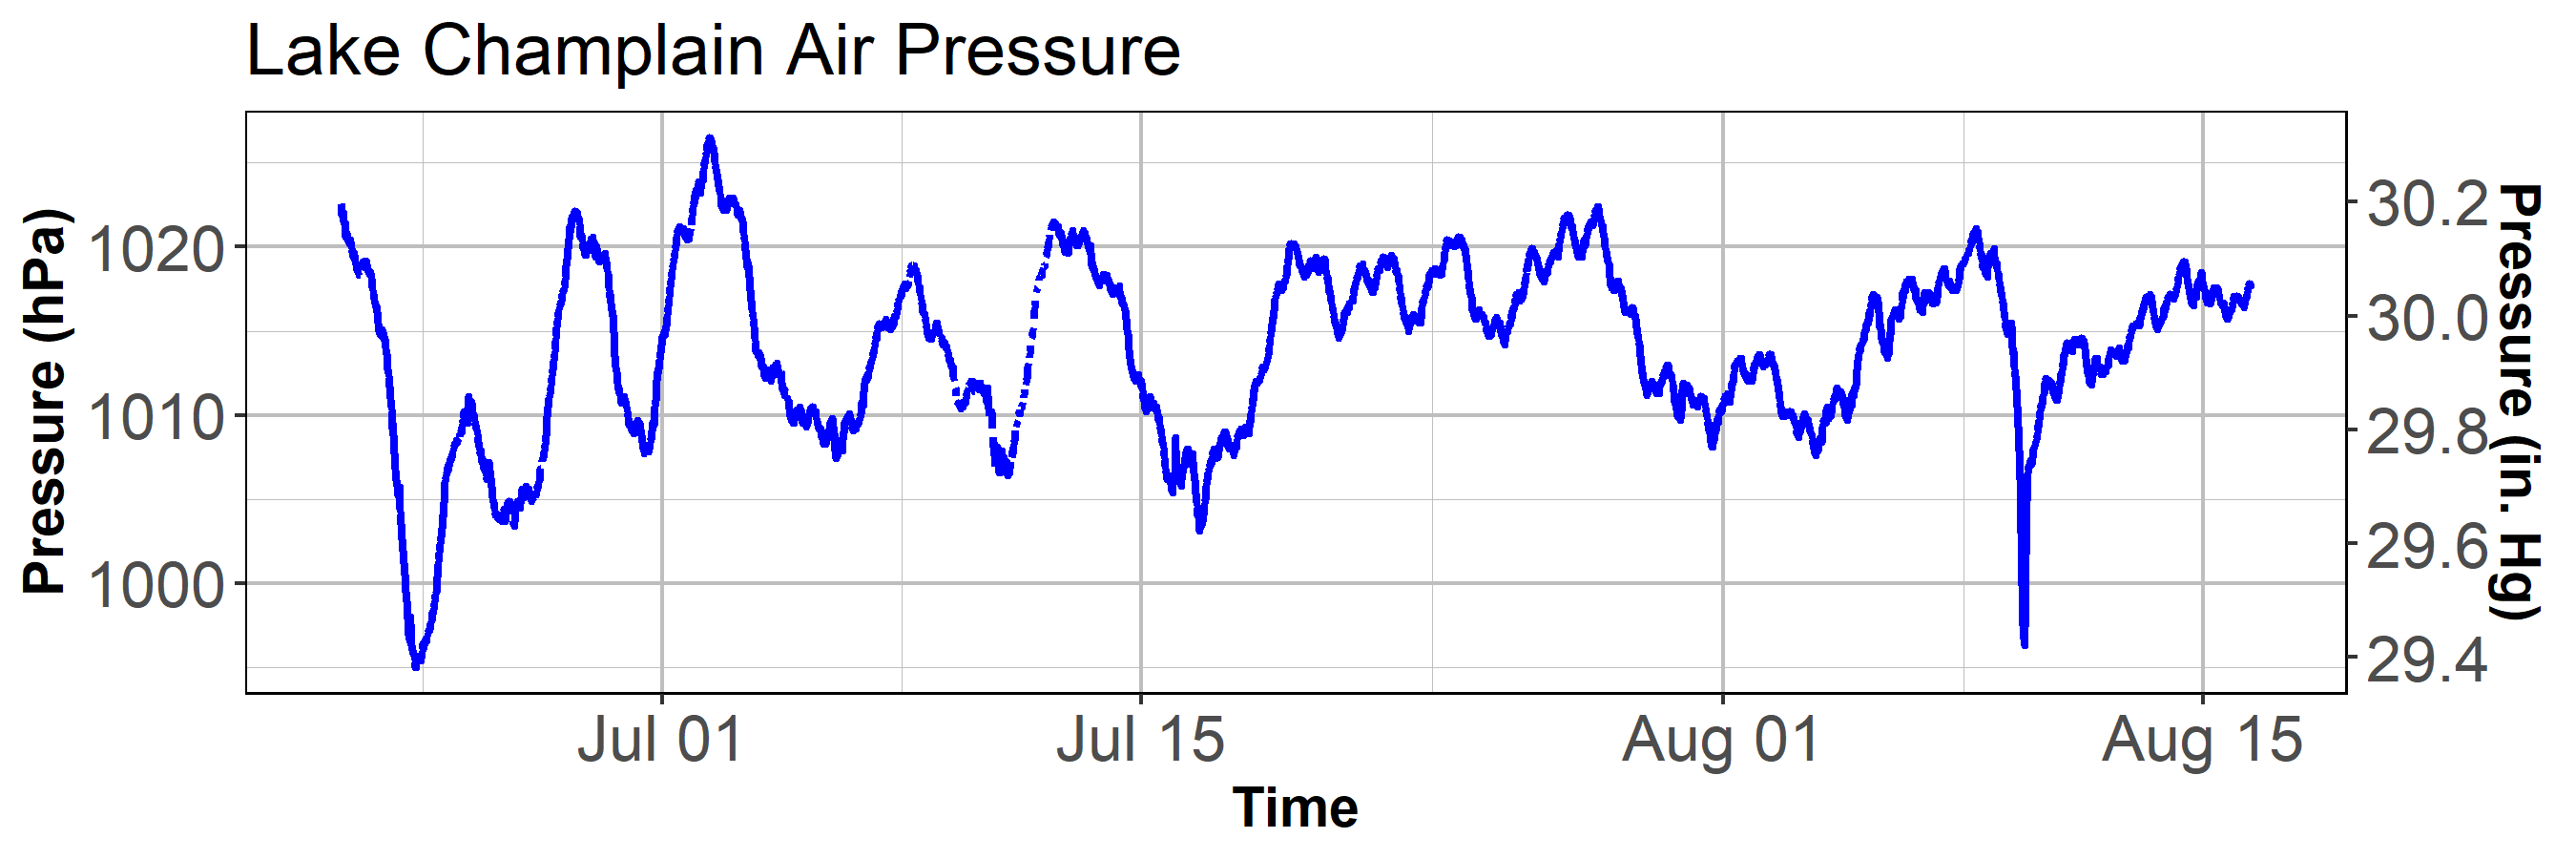 Lake Champlain Air Pressure
Pressure (hPa)
1020
1010
1000
30.2
30.0
29.8
29.6
29.4
Pressure (in. Hg)
Jul 01
Jul 15
Aug 01
Aug 15
Time